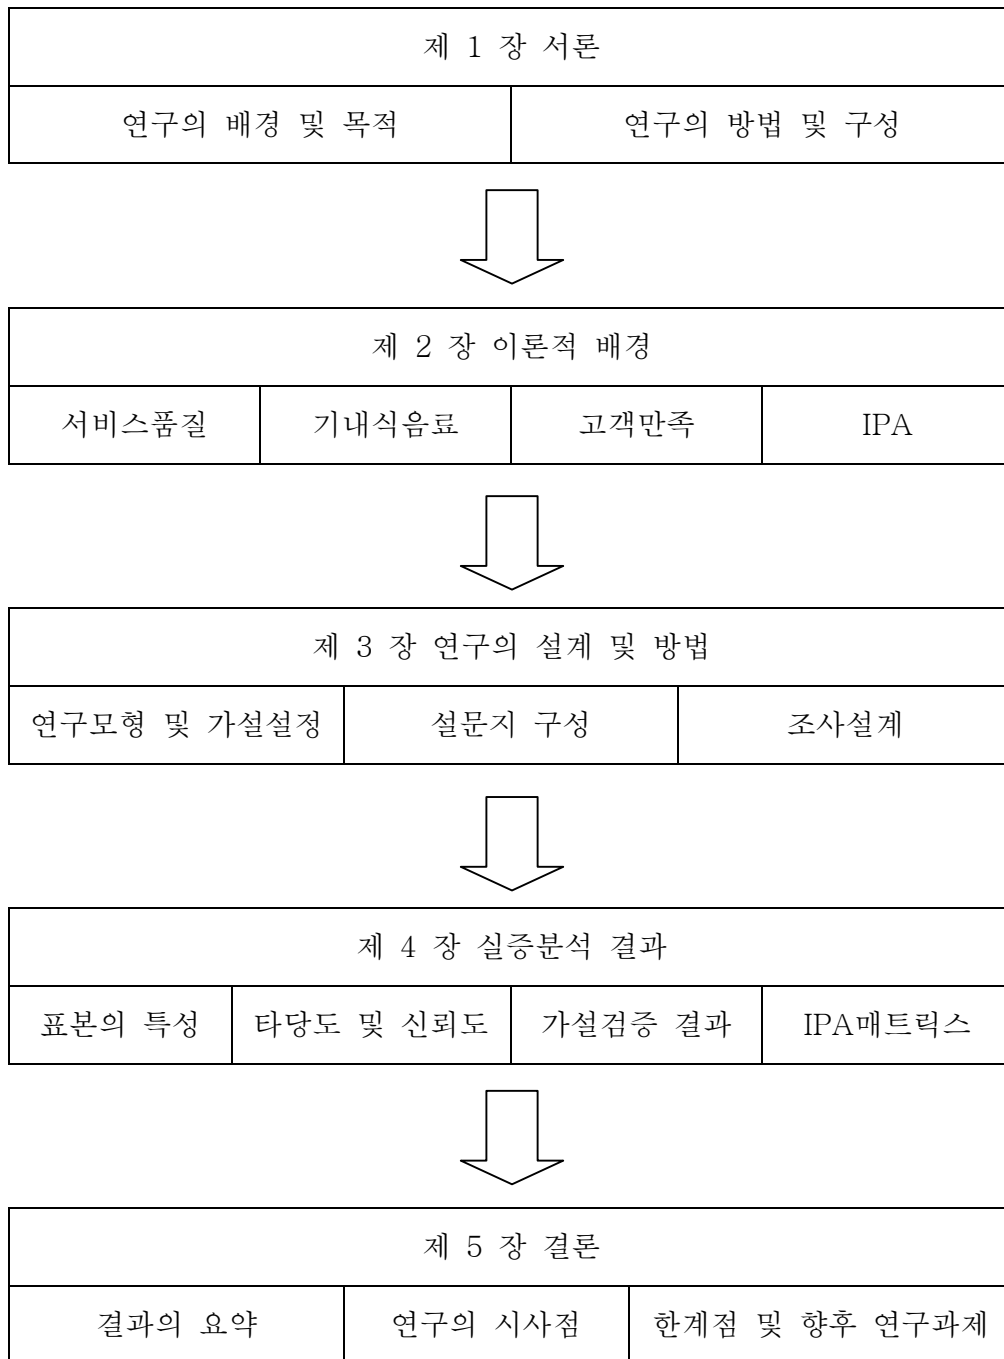 제 1 장 서론
연구의 배경 및 목적 연구의 방법 및 구성
제 2 장 이론적 배경
서비스품질 기내식음료 고객만족 IPA
제 3 장 연구의 설계 및 방법
연구모형 및 가설설정 설문지 구성 조사설계
제 4 장 실증분석 결과
표본의 특성 타당도 및 신뢰도 가설검증 결과 IPA매트릭스
제 5 장 결론
결과의 요약 연구의 시사점 한계점 및 향후 연구과제